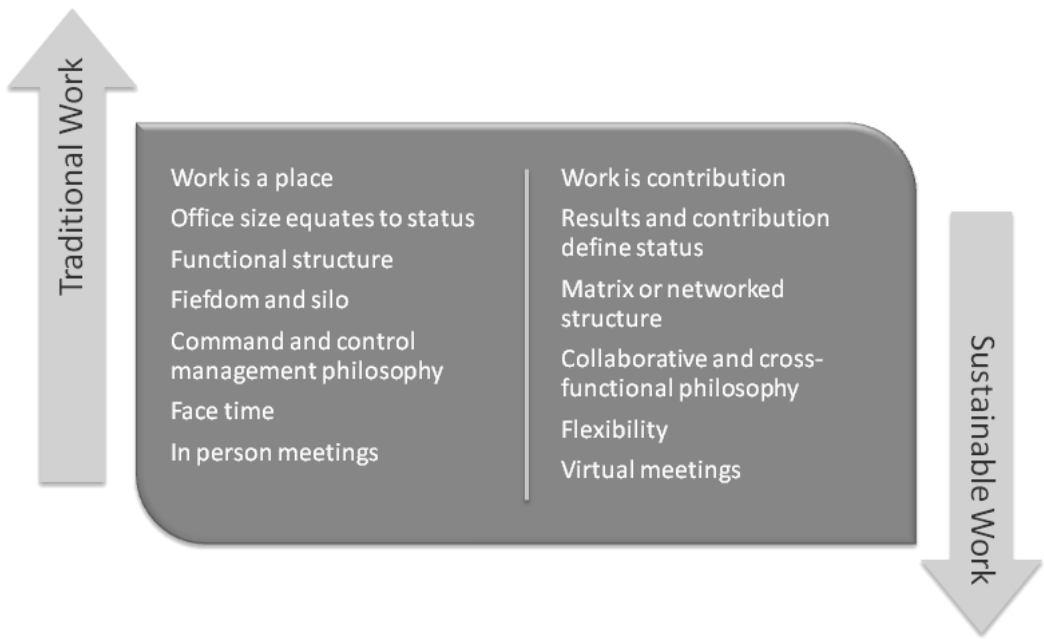 Traditional Work
Work is a place
Office size equates to status
Functional structure
Fiefdom and silo
Command and control
management philosophy
Face time
In person meetings
Work is contribution
Results and contribution
define status
Matrix or networked
structure
Collaborative and cross-
functional philosophy
Flexibility
Virtual meetings
Sustainable Work